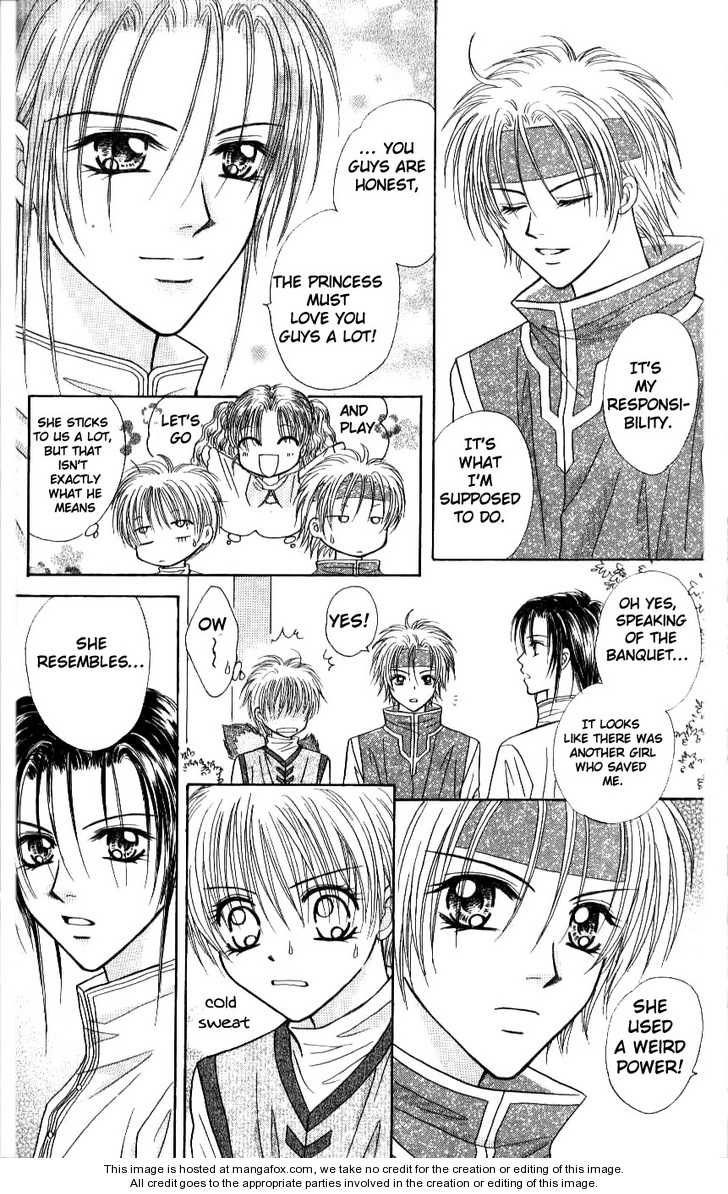 IT'S
MY
RESPONSI-
BILITY.
IT'S
WHAT
I'M
SUPPOSED
TO DO.
... YOU
GUYS ARE
HONEST,
THE PRINCESS
MUST
LOVE YOU
GUYS A LOT!
AND
PLAY
LET'S
GO
SHE STICKS
TO US A LOT,
BUT THAT
ISN'T
EXACTLY
WHAT HE
MEANS
OH YES,
SPEAKING
OF THE
BANQUET...
IT LOOKS
LIKE THERE WAS
ANOTHER GIRL
WHO SAVED
ME.
YES!
OW
SHE
RESEMBLES...
SHE
USED
A WEIRD
POWER!
cold
sweat
This image is hosted at mangafox.com, we take no credit for the creation or editing of this image.
All credit goes to the appropriate parties involved in the creation or editing of this image.